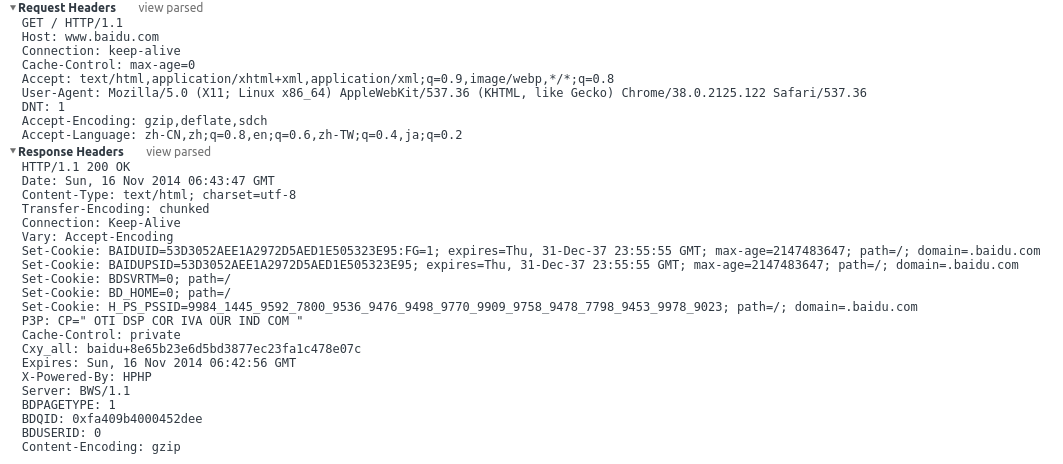 ▼Request Headers view parsed
GET / HTTP/1.1
Host: www.baidu.com
Connection: keep-alive
Cache-Control: max-age=0
Accept: text/html,application/xhtml+xml,application/xml;q=0.9,image/webp,*/*;q=0.8
User-Agent: Mozilla/5.0 (X11; Linux x86_64) AppleWebKit/537.36 (KHTML, like Gecko) Chrome/38.0.2125.122 Safari/537.36
DNT: 1
Accept-Encoding: gzip,deflate,sdch
Accept-Language: zh-CN,zh;q=0.8,en;q=0.6,zh-TW;q=0.4,ja;q=0.2
▼Response Headers view parsed
HTTP/1.1 200 OK
Date: Sun, 16 Nov 2014 06:43:47 GMT
Content-Type: text/html; charset=utf-8
Transfer-Encoding: chunked
Connection: Keep-Alive
Vary: Accept-Encoding
Set-Cookie: BAIDUID=53D3052AEE1A2972D5AED1E505323E95:FG=1; expires=Thu, 31-Dec-37 23:55:55 GMT; max-age=2147483647; path=/; domain=.baidu.com
Set-Cookie: BAIDUPSID=53D3052AEE1A2972D5AED1E505323E95; expires=Thu, 31-Dec-37 23:55:55 GMT; max-age=2147483647; path=/; domain=.baidu.com
Set-Cookie: BDSVRTM=0; path=/
Set-Cookie: BD_HOME=0; path=/
Set-Cookie: H_PS_PSSID=9984_1445_9592_7800_9536_9476_9498_9770_9909_9758_9478_7798_9453_9978_9023; path=/; domain=.baidu.com
P3P: CP=" OTI DSP COR IVA OUR IND COM "
Cache-Control: private
Cxy_all: baidu+8e65b23e6d5bd3877ec23fa1c478e07c
Expires: Sun, 16 Nov 2014 06:42:56 GMT
X-Powered-By: HPHP
Server: BWS/1.1
BDPAGETYPE: 1
BDQID: 0xfa409b4000452dee
BDUSERID: 0
Content-Encoding: gzip